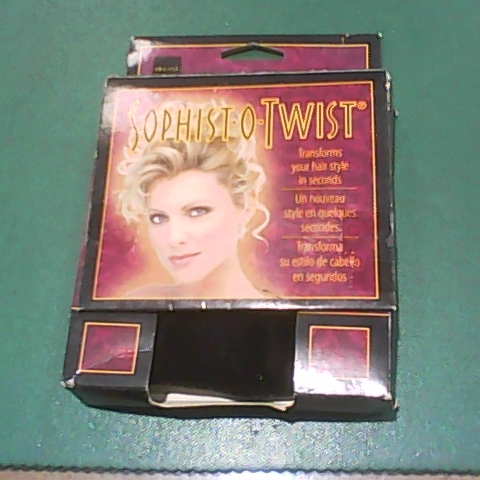 SOPHIST-O-TWIST®
Transforms
your hair style
in seconds
Un nouveau
style en quelques
secondes.
Transforma
su estilo de cabello
en segundos